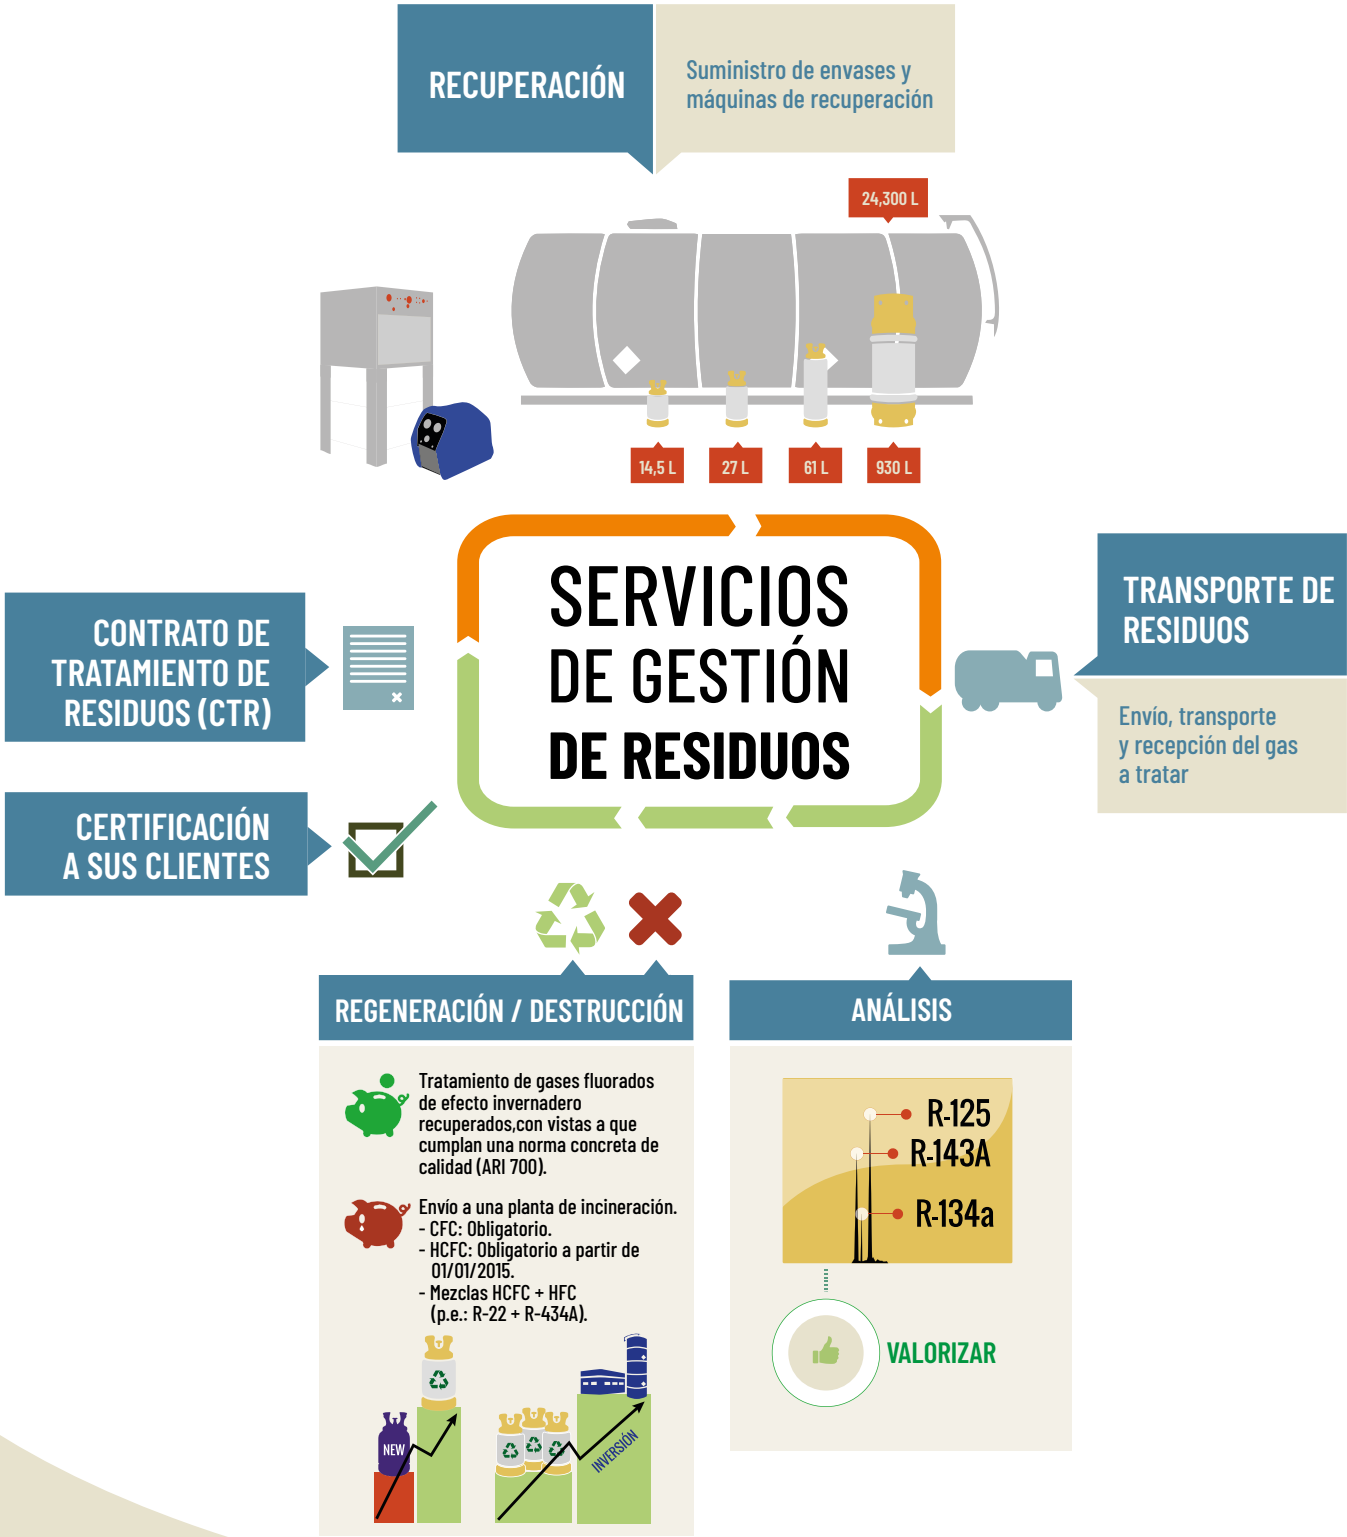 RECUPERACIÓN
Suministro de envases y
máquinas de recuperación
24,300 L
14,5 L
27 L
61 L
930 L
SERVICIOS
DE GESTIÓN
DE RESIDUOS
TRANSPORTE DE
RESIDUOS
Envío, transporte
y recepción del gas
a tratar
CONTRATO DE
TRATAMIENTO DE
RESIDUOS (CTR)
CERTIFICACIÓN
A SUS CLIENTES
REGENERACIÓN / DESTRUCCIÓN
Tratamiento de gases fluorados
de efecto invernadero
recuperados,con vistas a que
cumplan una norma concreta de
calidad (ARI 700).
Envío a una planta de incineración.
- CFC: Obligatorio.
- HCFC: Obligatorio a partir de
01/01/2015.
- Mezclas HCFC + HFC
(p.e.: R-22 + R-434A).
NEW
INVERSIÓN
ANÁLISIS
R-125
R-143A
R-134a
VALORIZAR